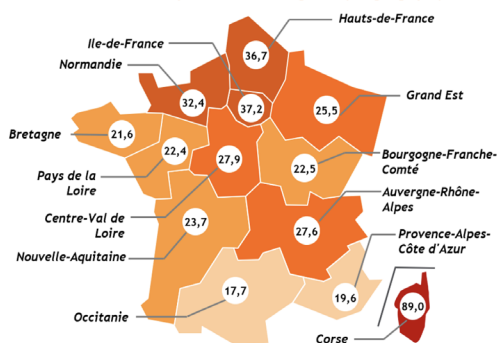 Hauts-de-France
Ile-de-France
36,7
Normandie
37,2
32,4
25,5
Grand Est
Bretagne
21,6
22,4
27,9
22,5
Bourgogne-Franche-
Comté
Pays de la
Loire
Auvergne-Rhône-
Alpes
Centre-Val de
Loire
23,7
27,6
Provence-Alpes-
Côte d'Azur
Nouvelle-Aquitaine
17,7
19,6
89,0
Occitanie
Corse